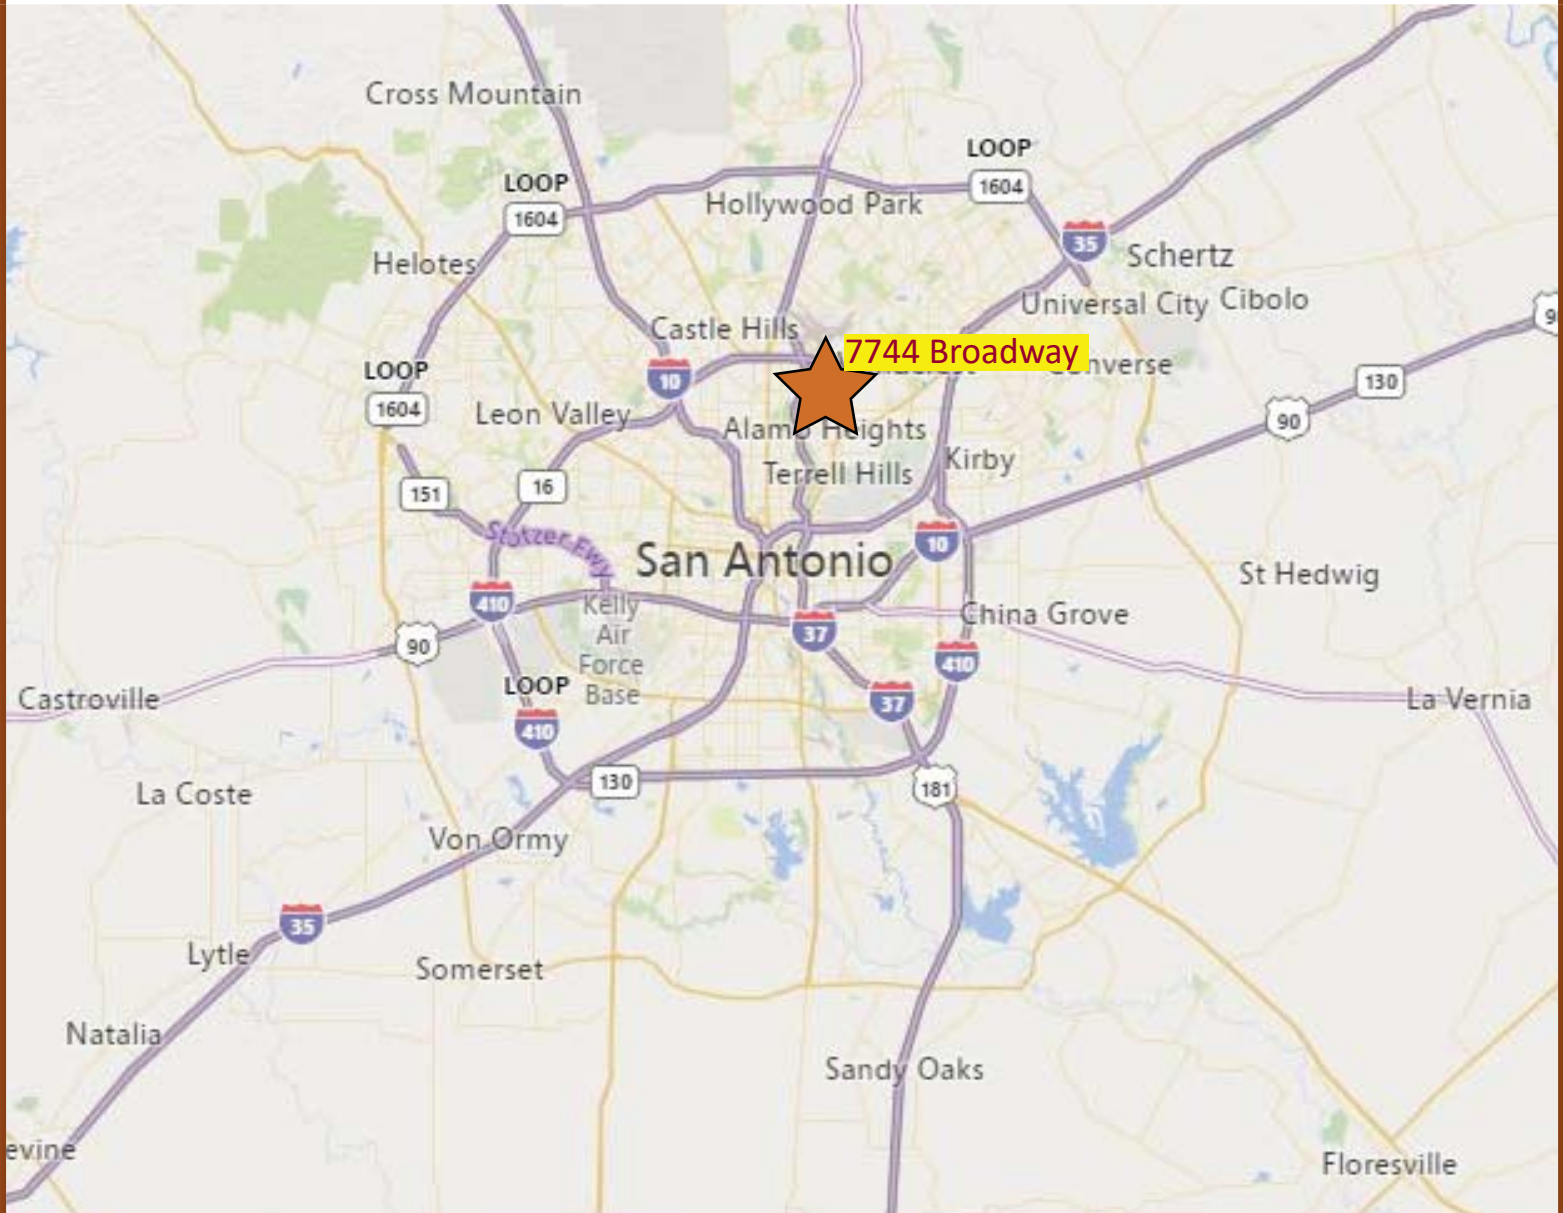 Cross Mountain
LOOP
1604
LOOP
1604
Hollywood Park
35
Schertz
Helotes
Universal City
Cibolo
9
Castle Hills
7744 Broadway
Converse
LOOP
1604
10
130
Leon Valley
90
Alamo Heights
Kirby
Terrell Hills
151
16
Stotzer Fwy
10
San Antonio
St Hedwig
410
Kelly
Air
Force
Base
China Grove
37
90
410
LOOP
410
37
Castroville
La Vernia
130
181
La Coste
Von Ormy
35
Lytle
Somerset
Natalia
Sandy Oaks
evine
Floresville